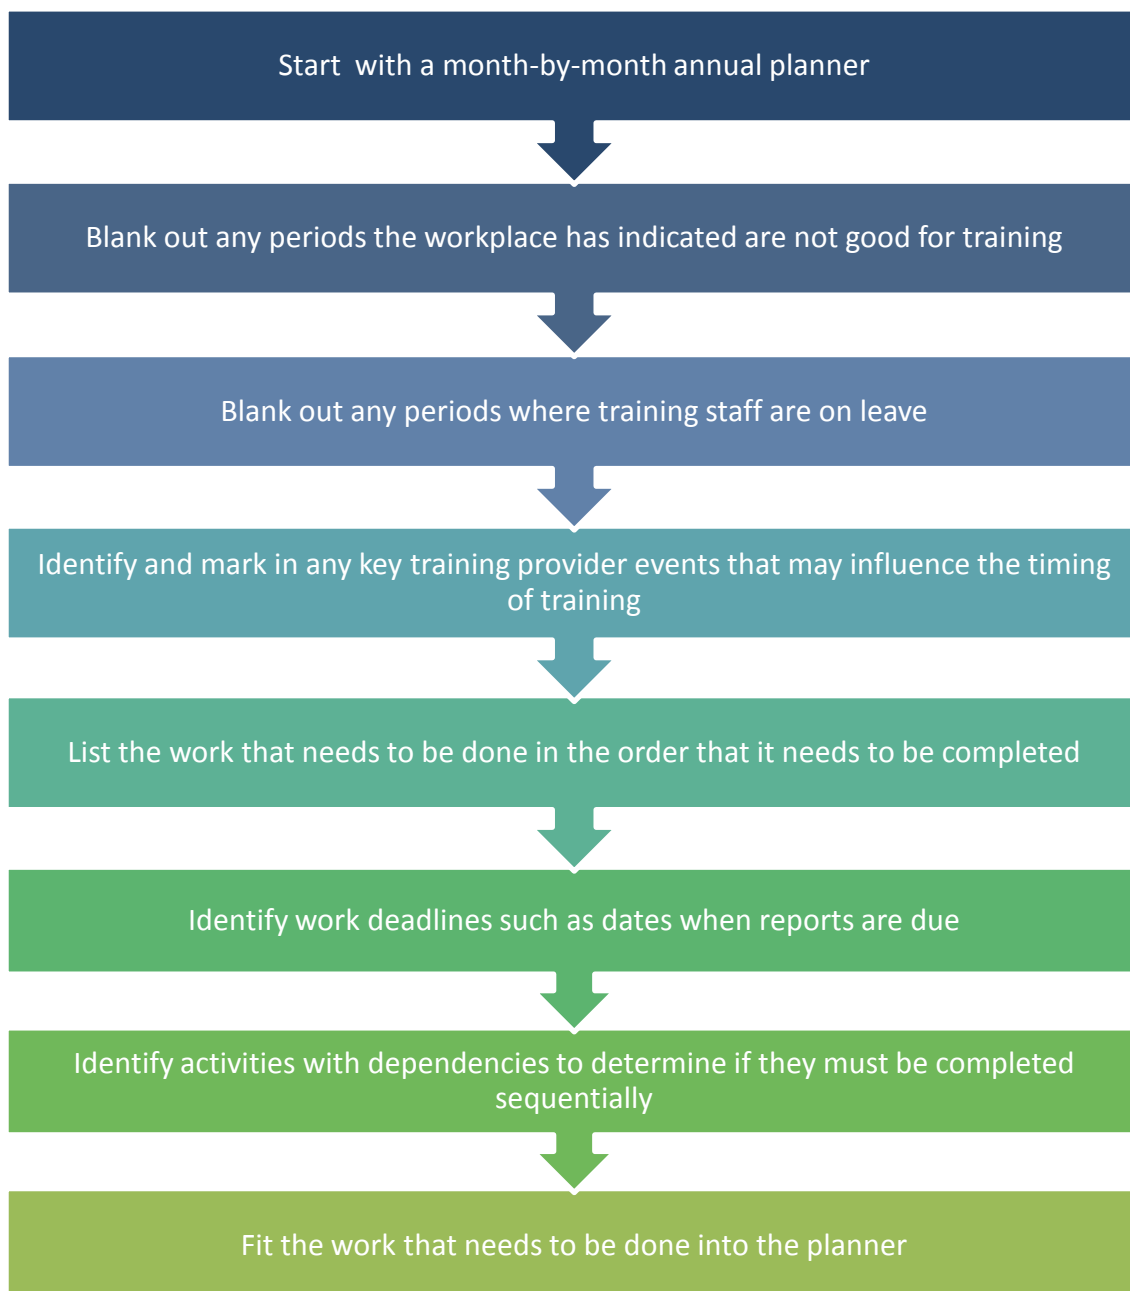 Start  with a month-by-month annual planner
Blank out any periods the workplace has indicated are not good for training
Blank out any periods where training staff are on leave
Identify and mark in any key training provider events that may influence the timing
of training
List the work that needs to be done in the order that it needs to be completed
Identify work deadlines such as dates when reports are due
Identify activities with dependencies to determine if they must be completed
sequentially
Fit the work that needs to be done into the planner